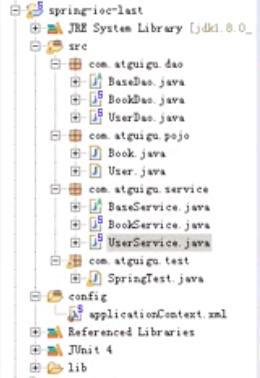 spring-ioc-last
JRE System Library [jdk1.8.0_
src
com.atguigu.dao
BaseDao.java
BookDao.java
UserDao.java
com.atguigu.pojo
Book.java
User.java
com.atguigu.service
BaseService.java
BookService.java
UserService.java
com.atguigu.test
SpringTest.java
config
applicationContext.xml
Referenced Libraries
JUnit 4
lib